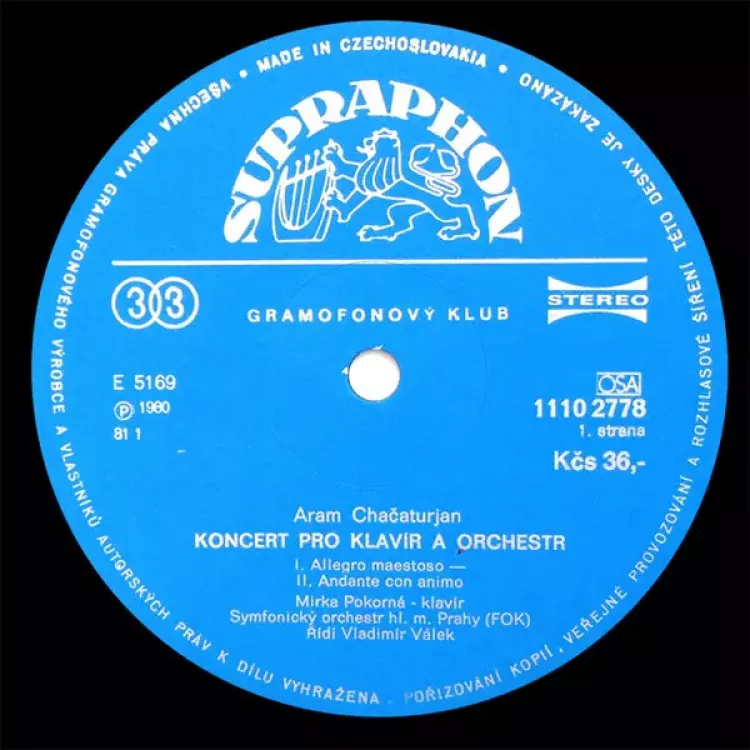 VŠECHNA PRÁVA GRAMOFONOVÉHO VÝROBCE A VLASTNÍKŮ AUTORSKÝCH PRÁV K DÍLU VYHRAŽENA. POŘIZOVÁNÍ KOPIÍ, VEŘEJNÉ PROVOZOVÁNÍ A ROZHLASOVÉ ŠÍŘENÍ TÉTO DESKY JE ZAKÁZÁNO • MADE IN CZECHOSLOVAKIA •
SUPRAPHON
33
GRAMOFONOVÝ KLUB
STEREO
E 5169
Ⓟ 1980
81 1
OSA
1110 2778
1. strana
Kčs 36,-
Aram Chačaturjan
KONCERT PRO KLAVÍR A ORCHESTR
I. Allegro maestoso —
II. Andante con animo
Mirka Pokorná - klavír
Symfonický orchestr hl. m. Prahy (FOK)
Řídí Vladimír Válek